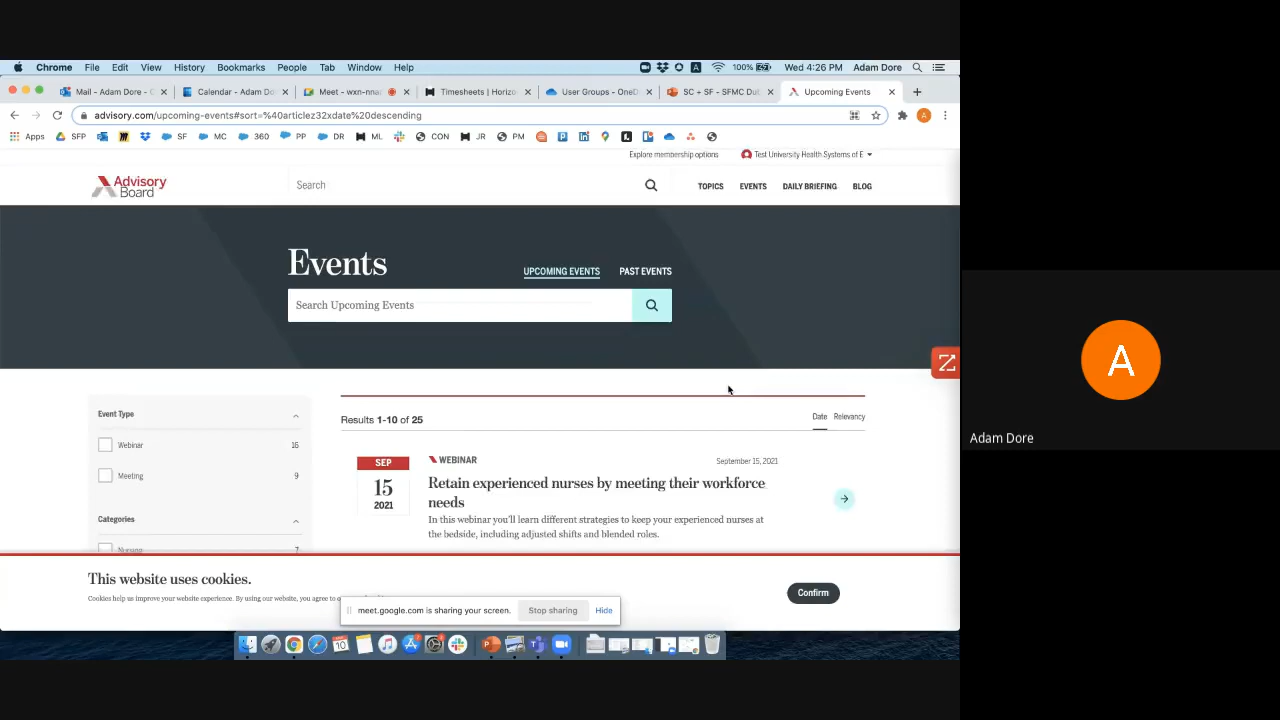 Chrome File Edit View History Bookmarks People Tab Window Help 100% Wed 4:26 PM Adam Dore
Mail - Adam Dore - C Calendar - Adam Do Meet - wxn-nna Timesheets | Horizo User Groups - OneD SC + SF - SFMC Du Upcoming Events
advisory.com/upcoming-events#sort=%40articlez32xdate%20descending
Apps SFP SF MC 360 PP DR ML CON JR PM
Explore membership options Test University Health Systems of E
Advisory
Board
Search
TOPICS EVENTS DAILY BRIEFING BLOG
Events
UPCOMING EVENTS PAST EVENTS
Search Upcoming Events
Event Type
Webinar
Meeting 9
Categories
Nursing 7
Results 1-10 of 25
Date Relevancy
SEP
15
2021
WEBINAR
September 15, 2021
Retain experienced nurses by meeting their workforce
needs
In this webinar you'll learn different strategies to keep your experienced nurses at
the bedside, including adjusted shifts and blended roles.
This website uses cookies.
Cookies help us improve your website experience. By using our website, you agree to
Confirm
meet.google.com is sharing your screen. Stop sharing Hide
A
Adam Dore